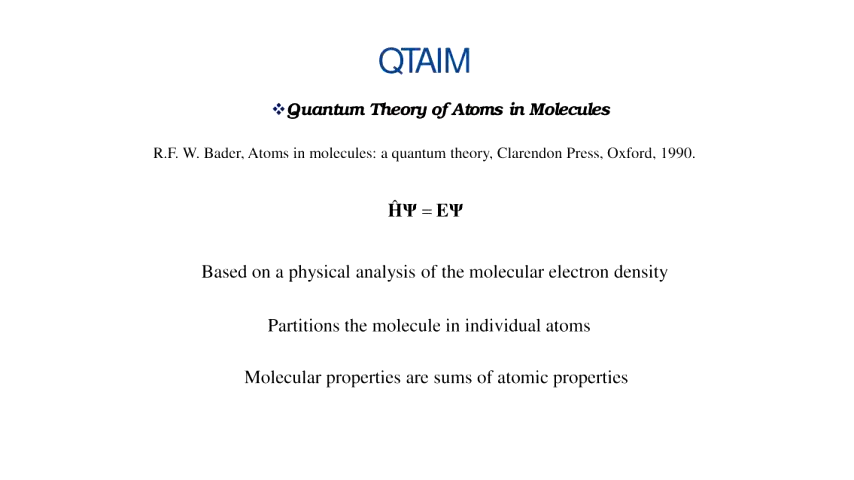 QTAIM
❖Quantum Theory of Atoms in Molecules
R.F. W. Bader, Atoms in molecules: a quantum theory, Clarendon Press, Oxford, 1990.
ĤΨ = EΨ
Based on a physical analysis of the molecular electron density
Partitions the molecule in individual atoms
Molecular properties are sums of atomic properties